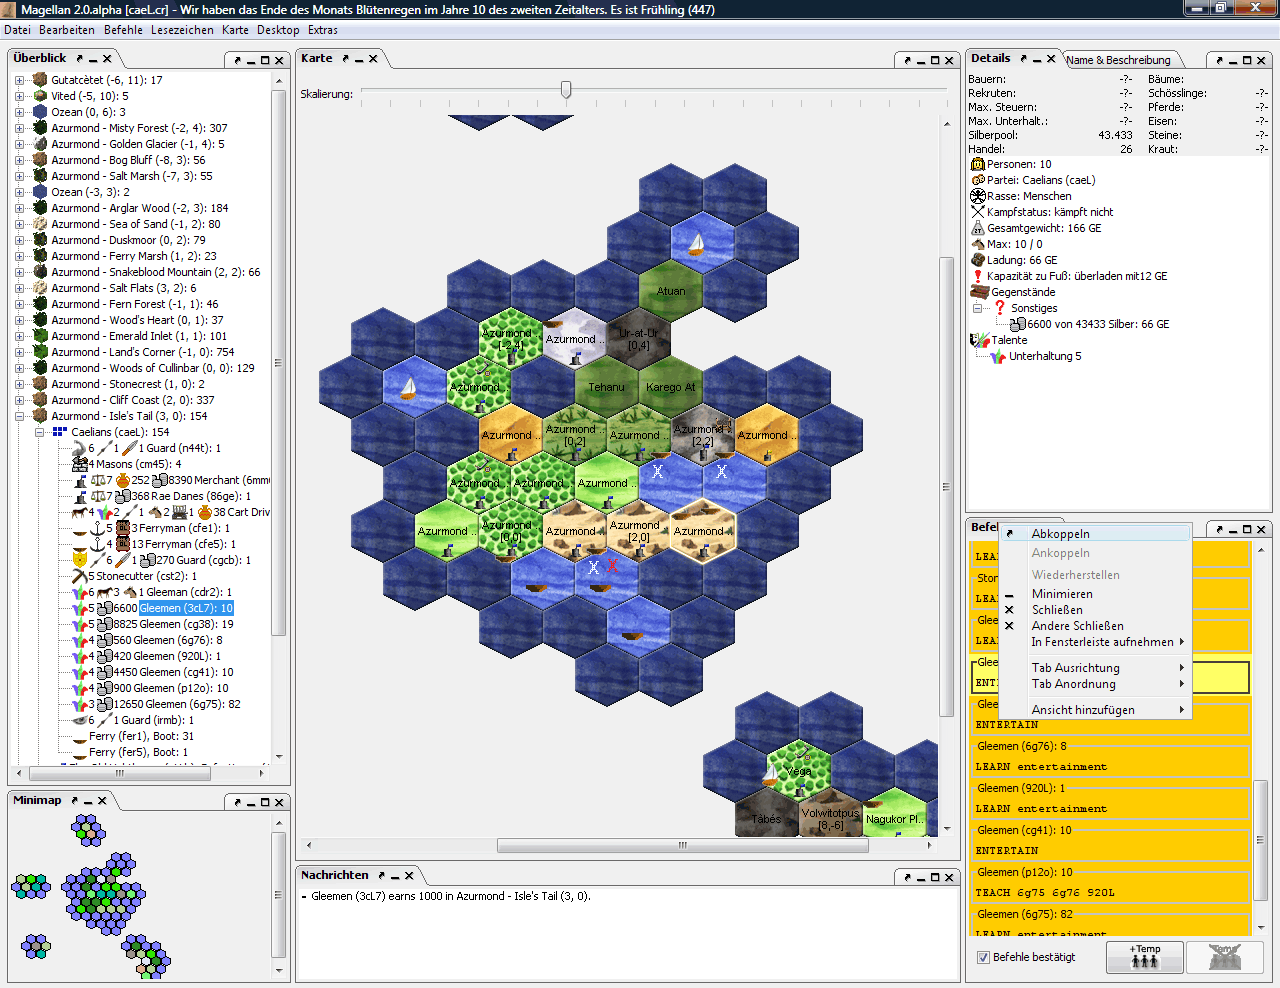 Magellan 2.0.alpha [caeL.cr] - Wir haben das Ende des Monats Blütenregen im Jahre 10 des zweiten Zeitalters. Es ist Frühling (447)
Datei Bearbeiten Befehle Lesezeichen Karte Desktop Extras
Überblick
Gutatcètet (-6, 11): 17
Vited (-5, 10): 5
Ozean (0, 6): 3
Azurmond - Misty Forest (-2, 4): 307
Azurmond - Golden Glacier (-1, 4): 5
Azurmond - Bog Bluff (-8, 3): 56
Azurmond - Salt Marsh (-7, 3): 55
Ozean (-3, 3): 2
Azurmond - Arglar Wood (-2, 3): 184
Azurmond - Sea of Sand (-1, 2): 80
Azurmond - Duskmoor (0, 2): 79
Azurmond - Ferry Marsh (1, 2): 23
Azurmond - Snakeblood Mountain (2, 2): 66
Azurmond - Salt Flats (3, 2): 6
Azurmond - Fern Forest (-1, 1): 46
Azurmond - Wood's Heart (0, 1): 37
Azurmond - Emerald Inlet (1, 1): 101
Azurmond - Land's Corner (-1, 0): 754
Azurmond - Woods of Cullinbar (0, 0): 129
Azurmond - Stonecrest (1, 0): 2
Azurmond - Cliff Coast (2, 0): 337
Azurmond - Isle's Tail (3, 0): 154
Caelians (caeL): 154
6 1 1 Guard (n44t): 1
4 Masons (cm45): 4
7 252 8390 Merchant (6mm
7 368 Rae Danes (86ge): 1
4 2 1 2 1 38 Cart Driv
5 3 Ferryman (cfe1): 1
4 13 Ferryman (cfe5): 1
6 1 270 Guard (cgcb): 1
5 Stonecutter (cst2): 1
6 3 1 Gleeman (cdr2): 1
5 6600 Gleemen (3cL7): 10
5 8825 Gleemen (cg38): 19
4 560 Gleemen (6g76): 8
4 420 Gleemen (920L): 1
4 4450 Gleemen (cg41): 10
4 900 Gleemen (p12o): 10
3 12650 Gleemen (6g75): 82
6 1 Guard (irmb): 1
Ferry (fer1), Boot: 31
Ferry (fer5), Boot: 1
Minimap
Karte
Skalierung:
Atuan
Azurmond
[-2,4]
Azurmond ..
Ur-at-Ur
[0,4]
Azurmond ..
Tehanu
Karego At
Azurmond ..
Azurmond
[0,2]
Azurmond ..
Azurmond
[2,2]
Azurmond ..
Azurmond ..
Azurmond ..
Azurmond ..
X
X
Azurmond ..
Azurmond
[0,0]
Azurmond ..
Azurmond
[2,0]
Azurmond ..
X
Vega
Tàbés
Volwitotpus
[8,-6]
Nagukor Pl..
Nachrichten
- Gleemen (3cL7) earns 1000 in Azurmond - Isle's Tail (3, 0).
Details
Name & Beschreibung
Bauern: -?- Bäume:
Rekruten: -?- Schösslinge: -?-
Max. Steuern: -?- Pferde: -?-
Max. Unterhalt.: -?- Eisen: -?-
Silberpool: 43.433 Steine: -?-
Handel: 26 Kraut: -?-
Personen: 10
Partei: Caelians (caeL)
Rasse: Menschen
Kampfstatus: kämpft nicht
Gesamtgewicht: 166 GE
Max: 10 / 0
Ladung: 66 GE
Kapazität zu Fuß: überladen mit12 GE
Gegenstände
Sonstiges
6600 von 43433 Silber: 66 GE
Talente
Unterhaltung 5
Abkoppeln
Ankoppeln
Wiederherstellen
Minimieren
Schließen
Andere Schließen
In Fensterleiste aufnehmen
Tab Ausrichtung
Tab Anordnung
Ansicht hinzufügen
ENTERTAIN
Gleemen (6g76): 8
LEARN entertainment
Gleemen (920L): 1
LEARN entertainment
Gleemen (cg41): 10
ENTERTAIN
Gleemen (p12o): 10
TEACH 6g75 6g76 920L
Gleemen (6g75): 82
LEARN entertainment
Befehle bestätigt
+Temp
Temp